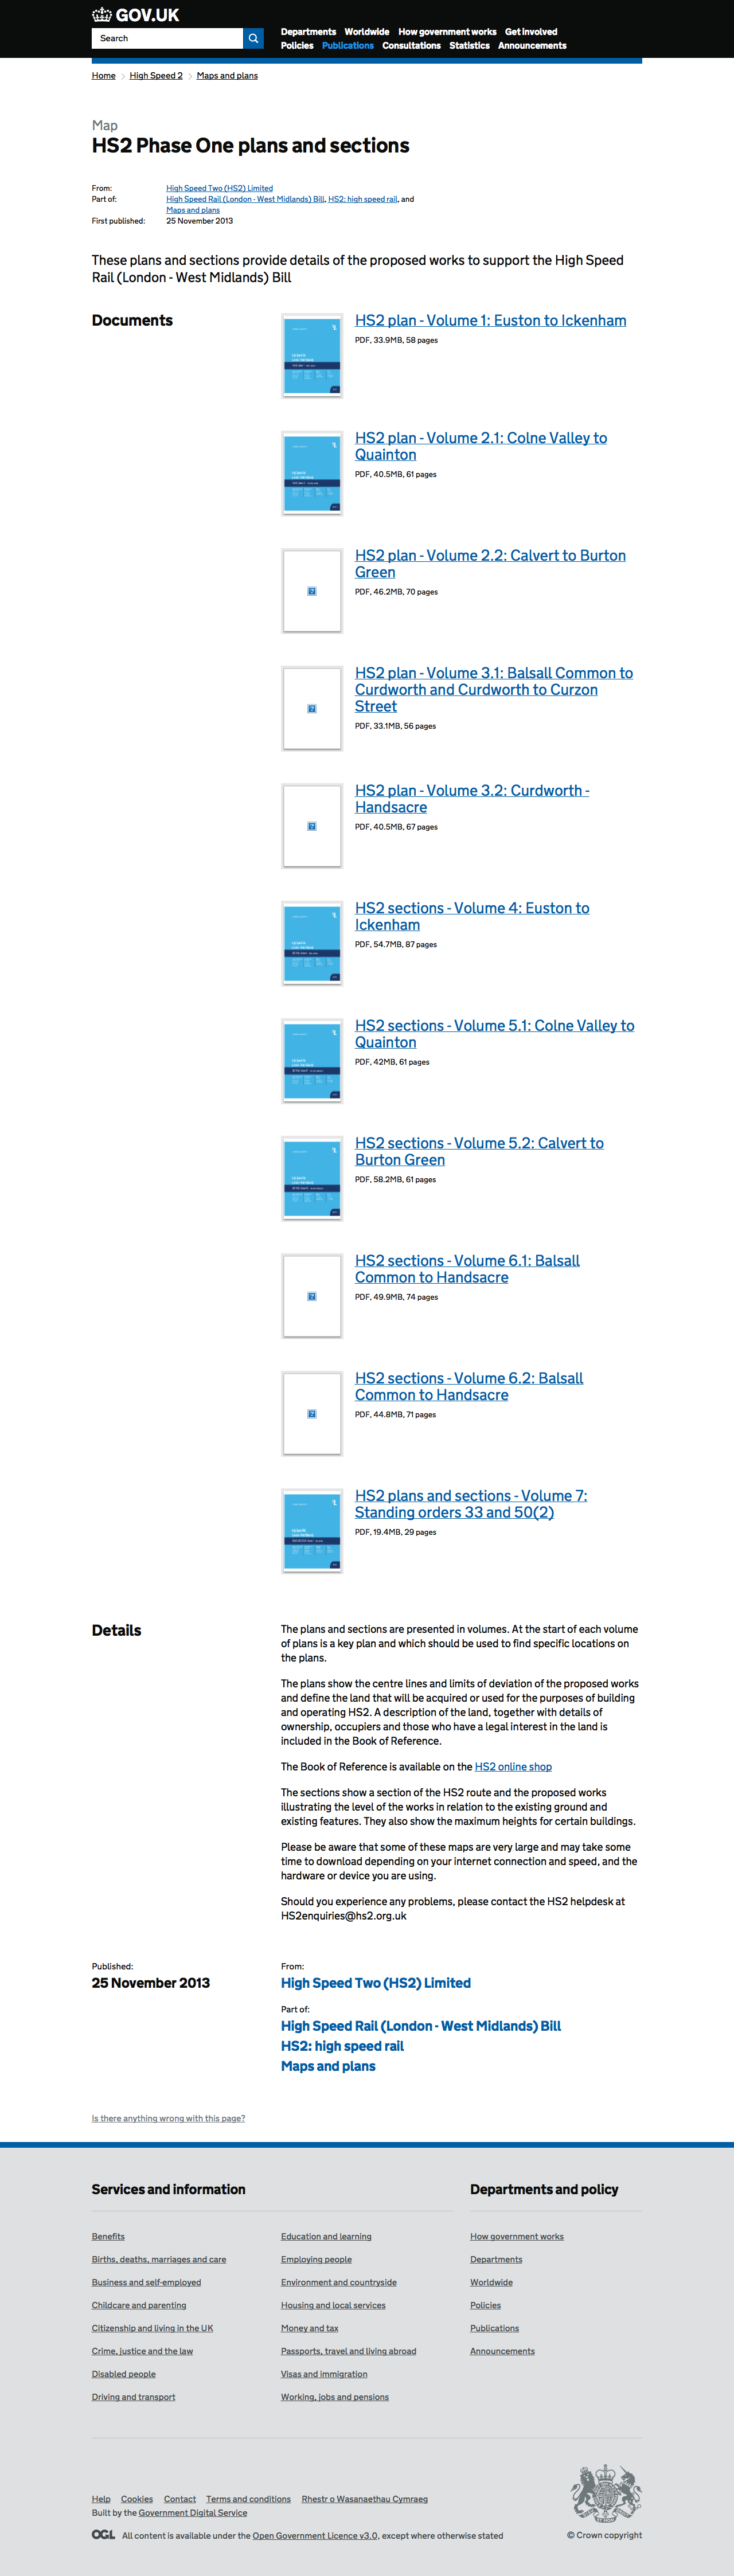 GOV.UK
Search
Departments Worldwide How government works Get involved
Policies Publications Consultations Statistics Announcements
Home High Speed 2 Maps and plans
Map
HS2 Phase One plans and sections
From: High Speed Two (HS2) Limited
Part of: High Speed Rail (London - West Midlands) Bill, HS2: high speed rail, and
Maps and plans
First published: 25 November 2013
These plans and sections provide details of the proposed works to support the High Speed
Rail (London - West Midlands) Bill
Documents
HS2 plan - Volume 1: Euston to Ickenham
PDF, 33.9MB, 58 pages
HS2 plan - Volume 2.1: Colne Valley to
Quainton
PDF, 40.5MB, 61 pages
HS2 plan - Volume 2.2: Calvert to Burton
Green
PDF, 46.2MB, 70 pages
HS2 plan - Volume 3.1: Balsall Common to
Curdworth and Curdworth to Curzon
Street
PDF, 33.1MB, 56 pages
HS2 plan - Volume 3.2: Curdworth -
Handsacre
PDF, 40.5MB, 67 pages
HS2 sections - Volume 4: Euston to
Ickenham
PDF, 54.7MB, 87 pages
HS2 sections - Volume 5.1: Colne Valley to
Quainton
PDF, 42MB, 61 pages
HS2 sections - Volume 5.2: Calvert to
Burton Green
PDF, 58.2MB, 61 pages
HS2 sections - Volume 6.1: Balsall
Common to Handsacre
PDF, 49.9MB, 74 pages
HS2 sections - Volume 6.2: Balsall
Common to Handsacre
PDF, 44.8MB, 71 pages
HS2 plans and sections - Volume 7:
Standing orders 33 and 50(2)
PDF, 19.4MB, 29 pages
Details
The plans and sections are presented in volumes. At the start of each volume
of plans is a key plan and which should be used to find specific locations on
the plans.
The plans show the centre lines and limits of deviation of the proposed works
and define the land that will be acquired or used for the purposes of building
and operating HS2. A description of the land, together with details of
ownership, occupiers and those who have a legal interest in the land is
included in the Book of Reference.
The Book of Reference is available on the HS2 online shop
The sections show a section of the HS2 route and the proposed works
illustrating the level of the works in relation to the existing ground and
existing features. They also show the maximum heights for certain buildings.
Please be aware that some of these maps are very large and may take some
time to download depending on your internet connection and speed, and the
hardware or device you are using.
Should you experience any problems, please contact the HS2 helpdesk at
HS2enquiries@hs2.org.uk
Published:
25 November 2013
From:
High Speed Two (HS2) Limited
Part of:
High Speed Rail (London - West Midlands) Bill
HS2: high speed rail
Maps and plans
Is there anything wrong with this page?
Services and information
Benefits
Births, deaths, marriages and care
Business and self-employed
Childcare and parenting
Citizenship and living in the UK
Crime, justice and the law
Disabled people
Driving and transport
Education and learning
Employing people
Environment and countryside
Housing and local services
Money and tax
Passports, travel and living abroad
Visas and immigration
Working, jobs and pensions
Departments and policy
How government works
Departments
Worldwide
Policies
Publications
Announcements
Help Cookies Contact Terms and conditions Rhestr o Wasanaethau Cymraeg
Built by the Government Digital Service
OGL All content is available under the Open Government Licence v3.0, except where otherwise stated
© Crown copyright